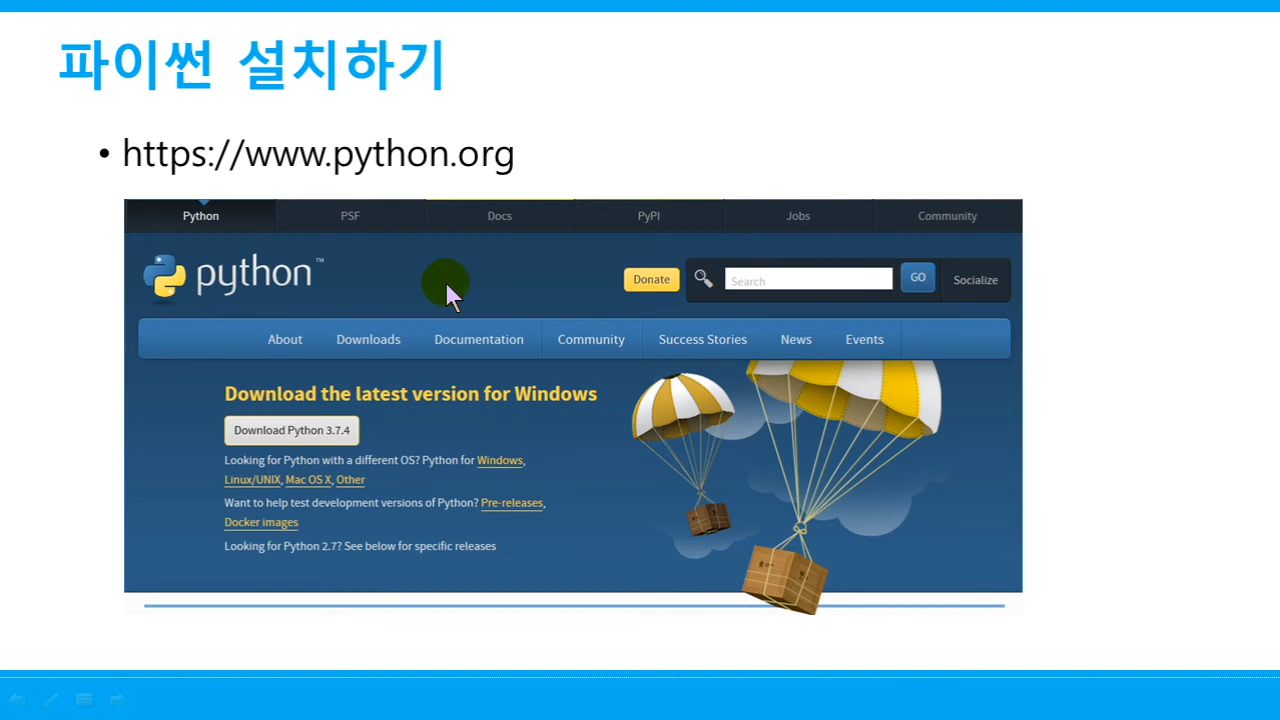 파이썬 설치하기
• https://www.python.org
Python PSF Docs PyPI Jobs Community
python™
Donate Search GO Socialize
About Downloads Documentation Community Success Stories News Events
Download the latest version for Windows
Download Python 3.7.4
Looking for Python with a different OS? Python for Windows,
Linux/UNIX, Mac OS X, Other
Want to help test development versions of Python? Pre-releases,
Docker images
Looking for Python 2.7? See below for specific releases